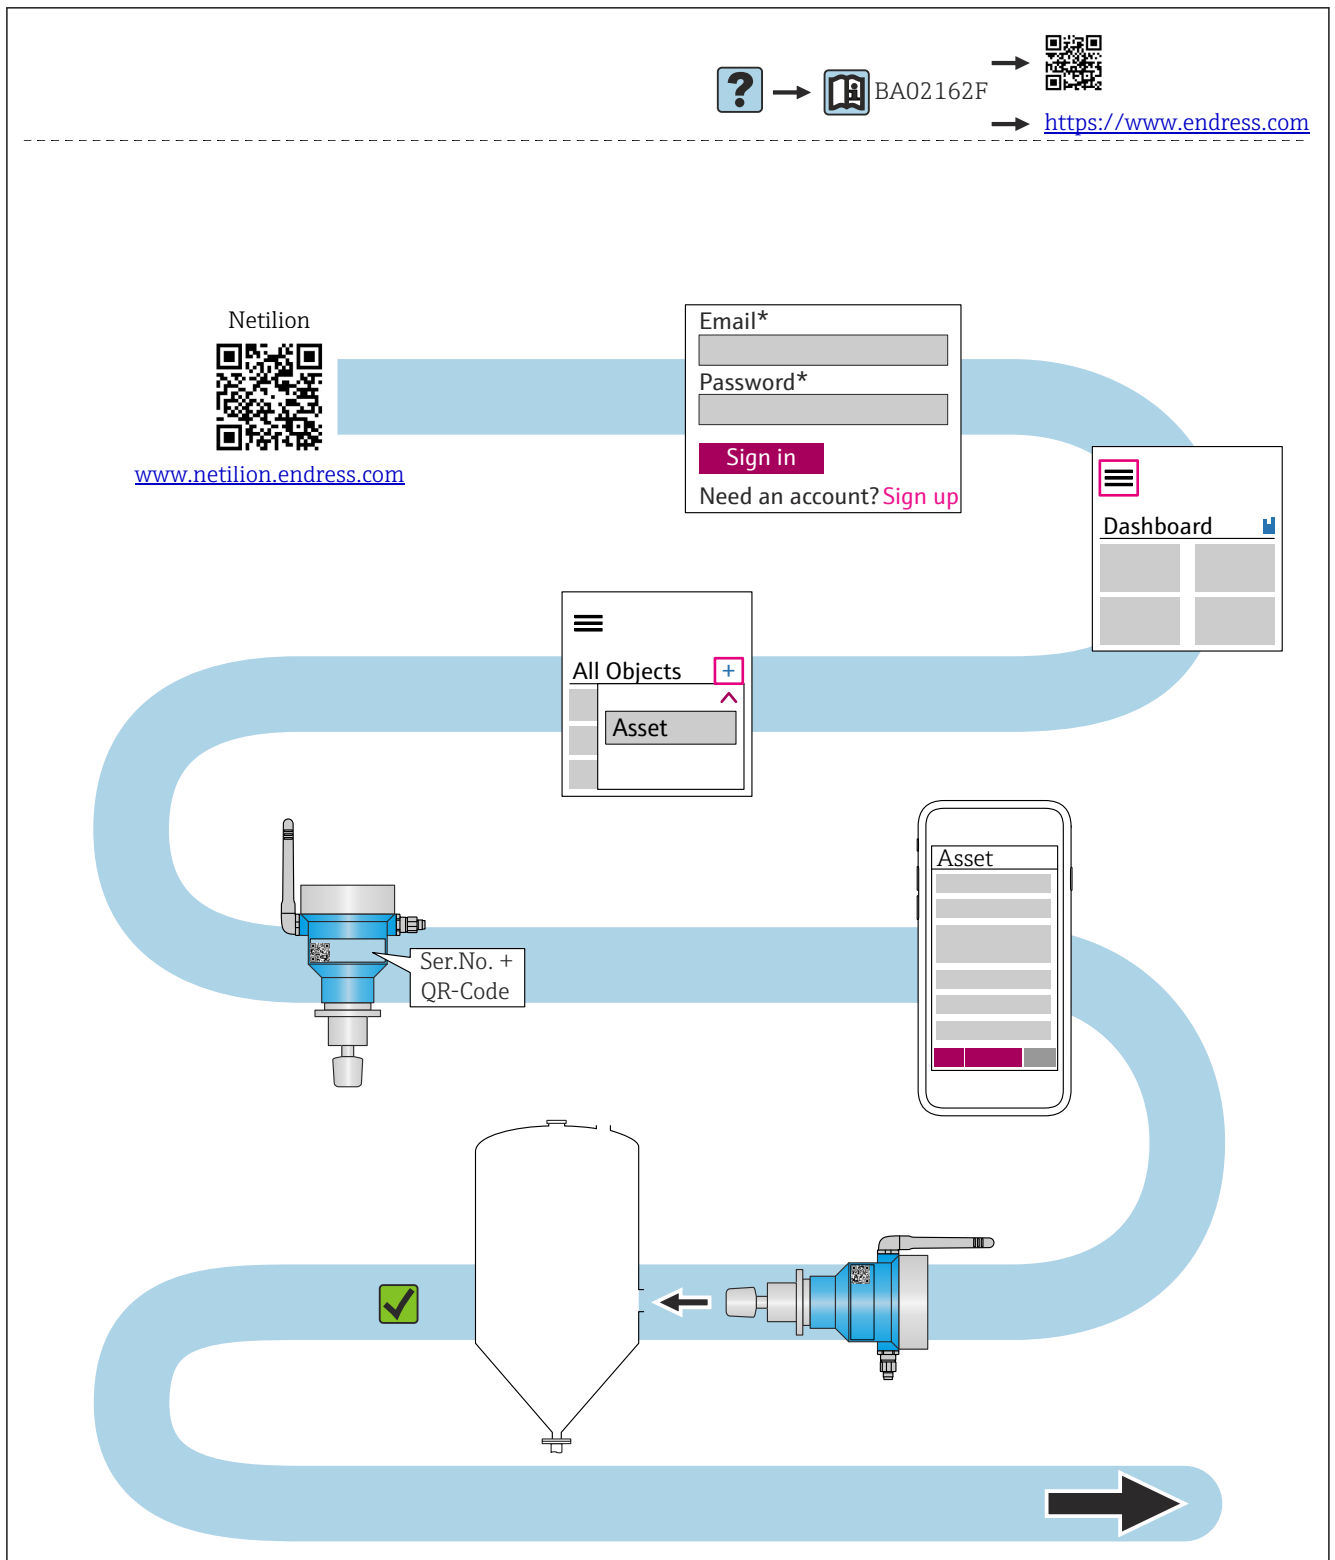 BA02162F
https://www.endress.com
Netilion
www.netilion.endress.com
Email*
Password*
Sign in
Need an account? Sign up
Dashboard
All Objects +
Asset
Asset
Ser.No. +
QR-Code